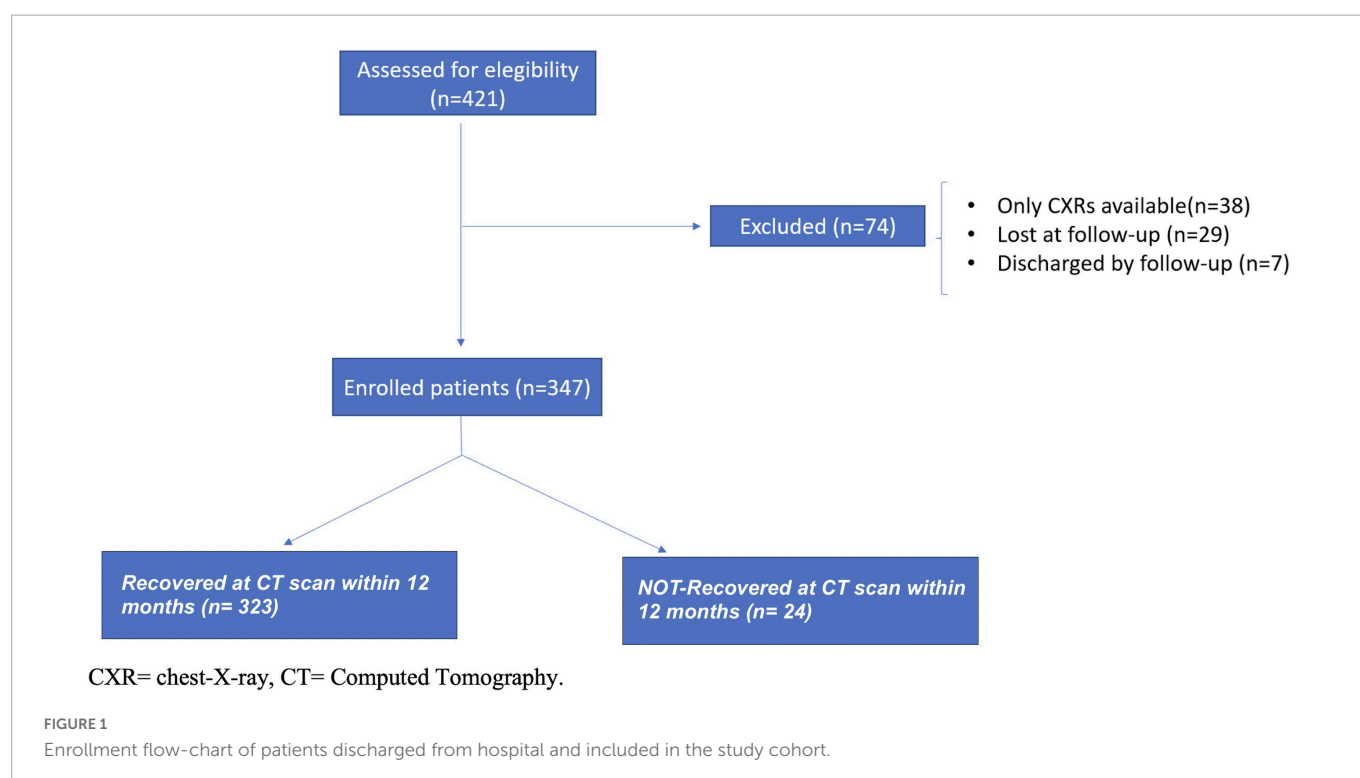 Assessed for elegibility
(n=421)
Excluded (n=74)
• Only CXRs available(n=38)
• Lost at follow-up (n=29)
• Discharged by follow-up (n=7)
Enrolled patients (n=347)
Recovered at CT scan within 12
months (n= 323)
NOT-Recovered at CT scan within
12 months (n= 24)
CXR= chest-X-ray, CT= Computed Tomography.
FIGURE 1
Enrollment flow-chart of patients discharged from hospital and included in the study cohort.